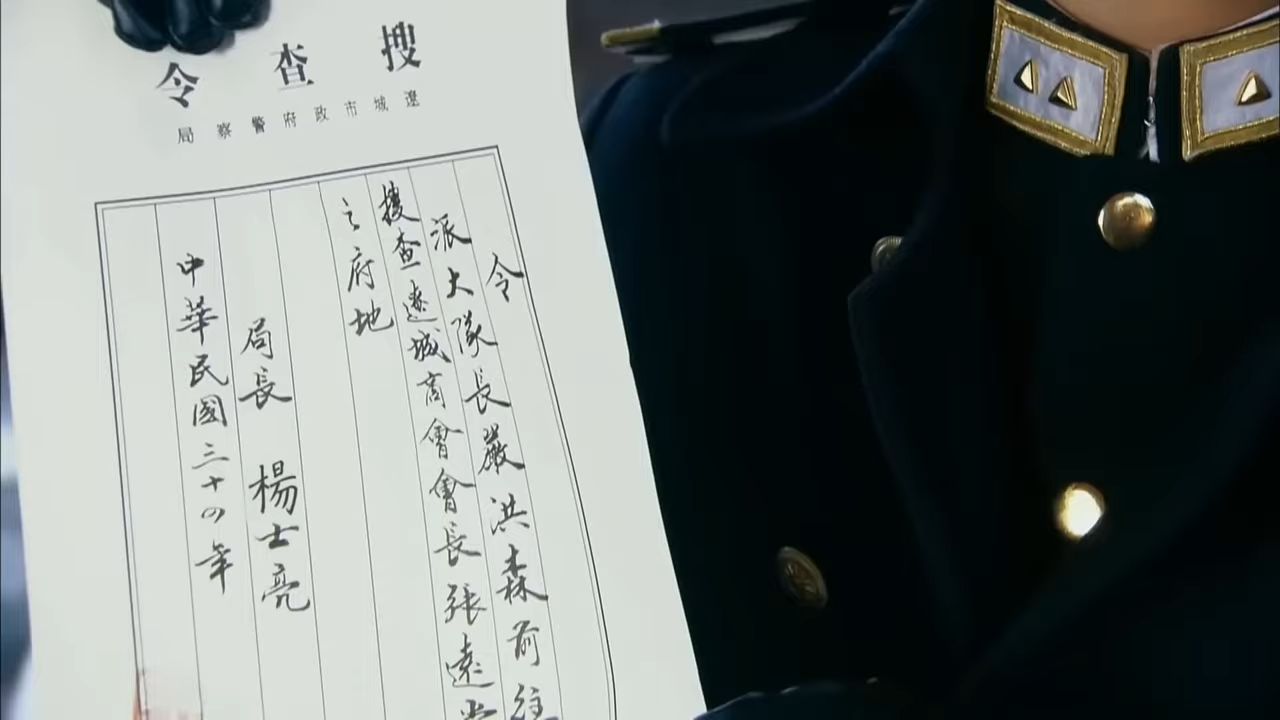 搜查令
遼城市政府警察局
令
派大隊長嚴洪森前往
搜查遼城商會會長張遠
之府地
局長 楊士亮
中華民國三十四年